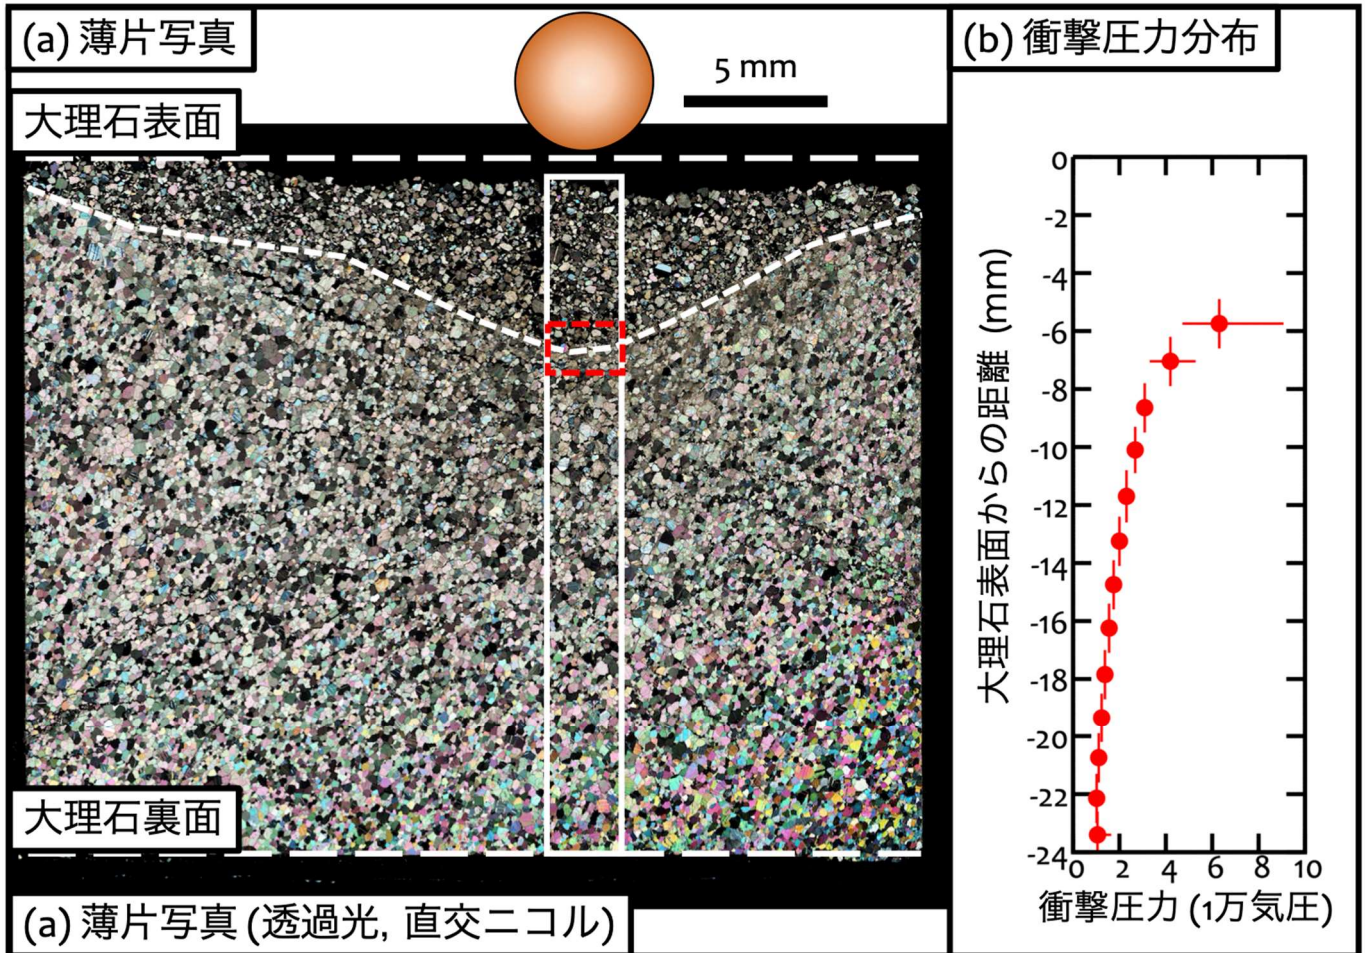 (a) 薄片写真
5 mm
大理石表面
大理石裏面
(a) 薄片写真 (透過光, 直交ニコル)
(b) 衝撃圧力分布
大理石表面からの距離 (mm)
0
-2
-4
-6
-8
-10
-12
-14
-16
-18
-20
-22
-24
0 2 4 6 8 10
衝撃圧力 (1万気圧)